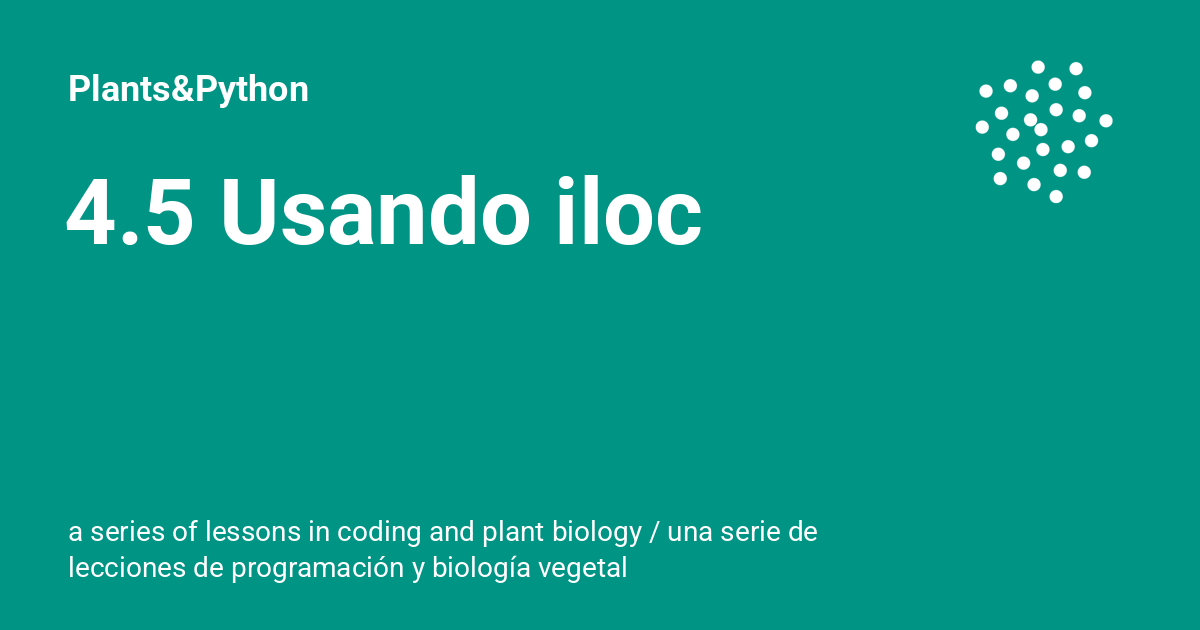 Plants&Python
4.5 Usando iloc
a series of lessons in coding and plant biology / una serie de
lecciones de programación y biología vegetal